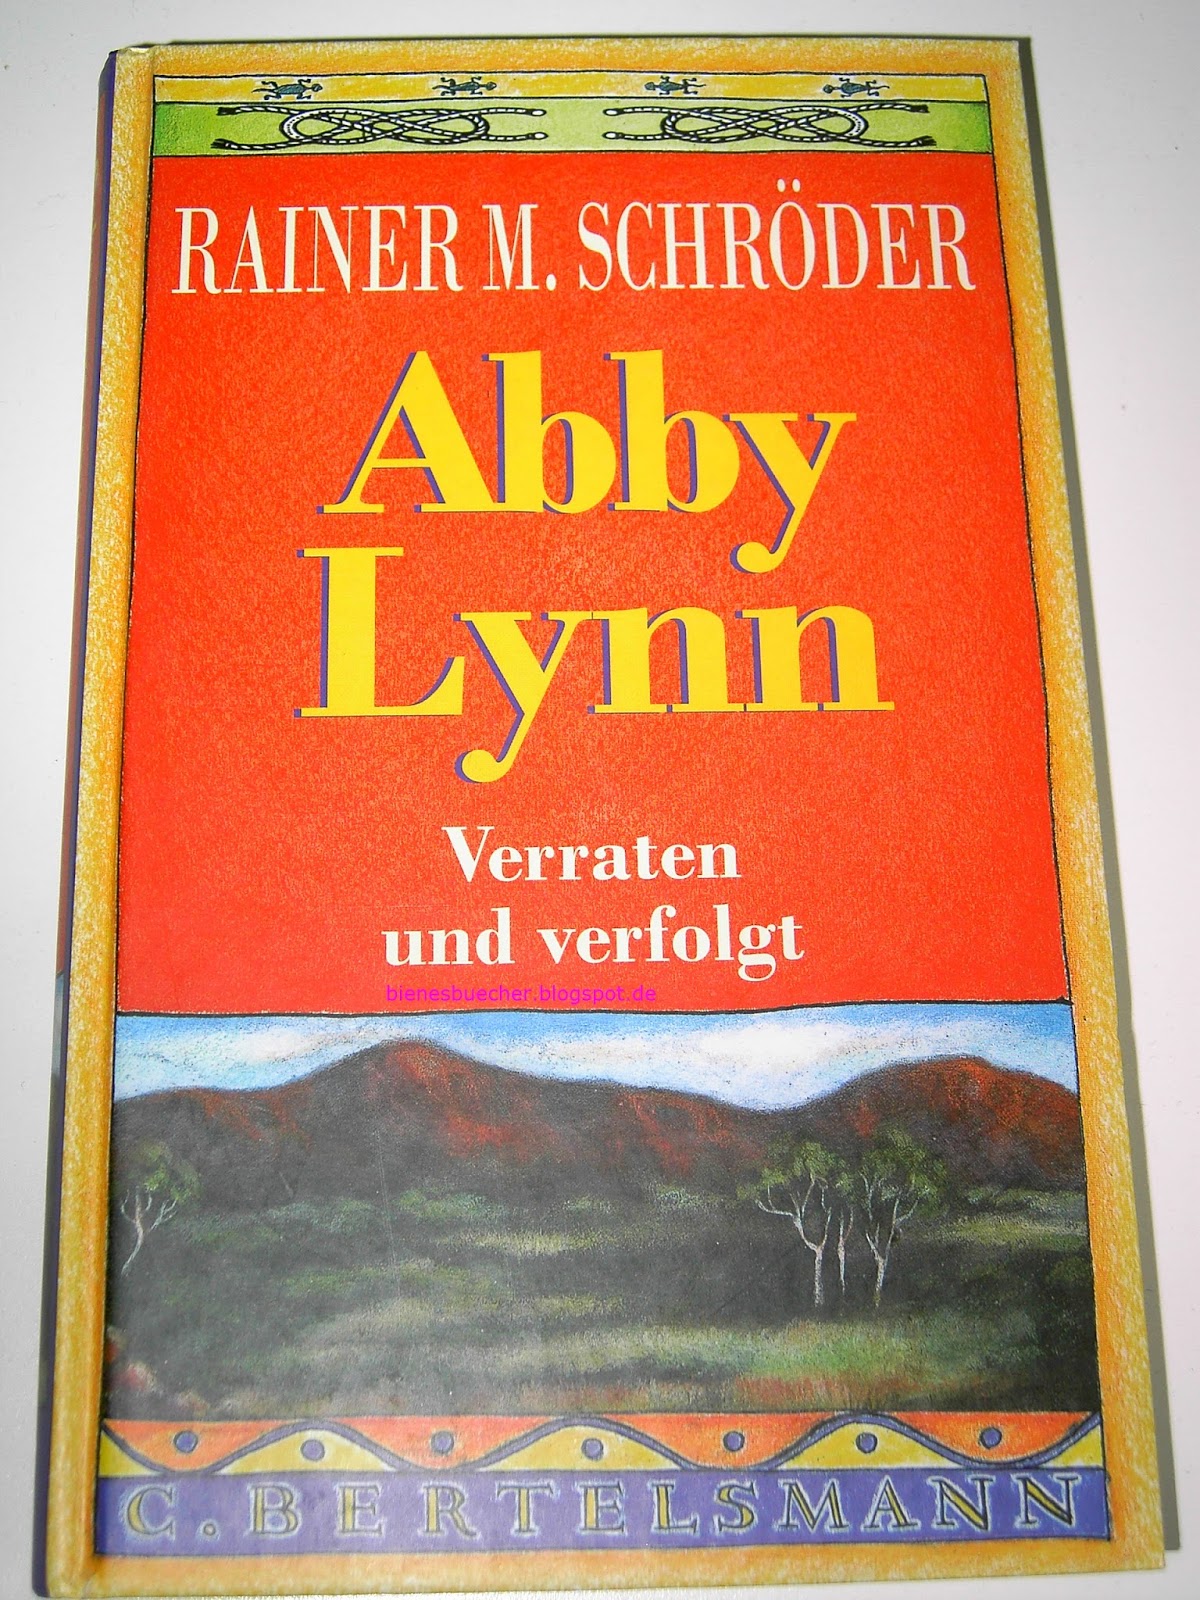 RAINER M. SCHRÖDER
Abby
Lynn
Verraten
und verfolgt
bienesbuecher.blogspot.de
C. BERTELSMANN